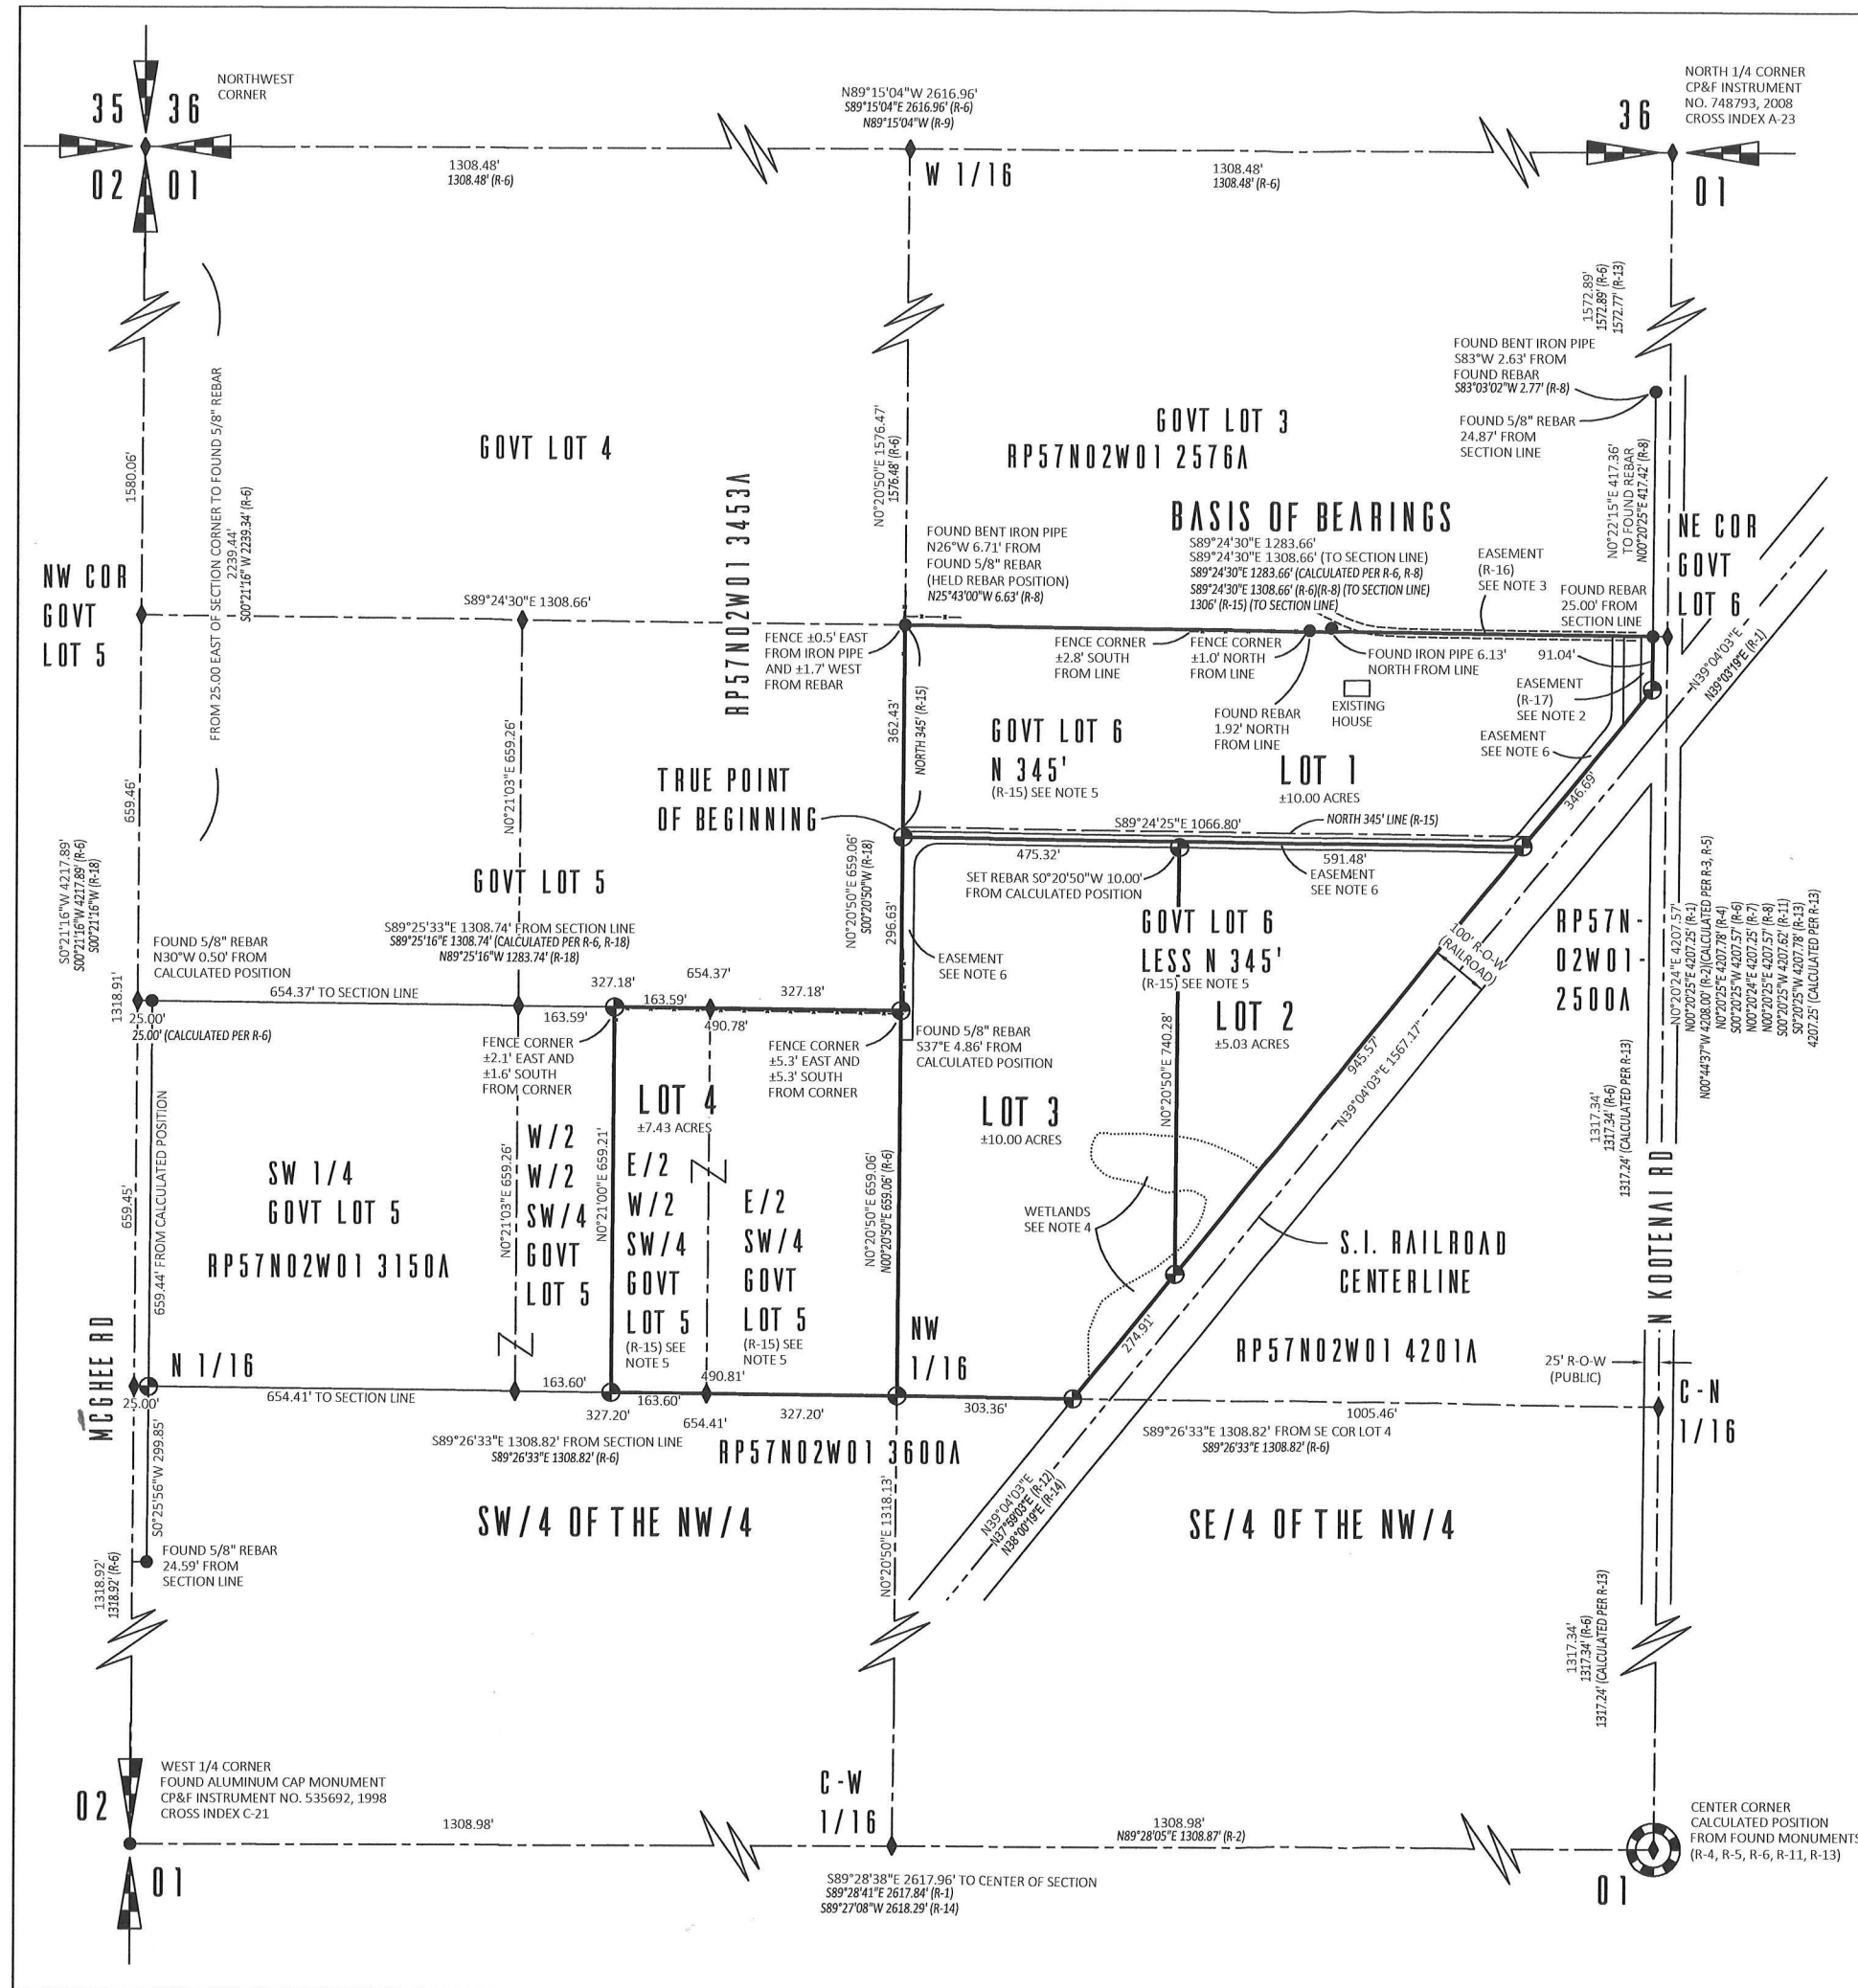 NORTHWEST
CORNER
35 36
02 01
N89°15'04"W 2616.96'
S89°15'04"E 2616.96' (R-6)
N89°15'04"W (R-9)
1308.48'
1308.48' (R-6)
W 1/16
1308.48'
1308.48' (R-6)
36
01
NORTH 1/4 CORNER
CP&F INSTRUMENT
NO. 748793, 2008
CROSS INDEX A-23
1572.89'
1572.89' (R-6)
1572.77' (R-13)
FOUND BENT IRON PIPE
S83°W 2.63' FROM
FOUND REBAR
S83°03'02"W 2.77' (R-8)
FOUND 5/8" REBAR
24.87' FROM
SECTION LINE
N0°22'15"E 417.36'
TO FOUND REBAR
N00°20'25"E 417.42' (R-8)
1580.06'
FROM 25.00 EAST OF SECTION CORNER TO FOUND 5/8" REBAR
2239.44'
S00°21'16" W 2239.34' (R-6)
GOVT LOT 4
RP57N02W01 3453A
N0°20'50"E 1576.47'
1576.48' (R-6)
GOVT LOT 3
RP57N02W01 2576A
BASIS OF BEARINGS
S89°24'30"E 1283.66'
S89°24'30"E 1308.66' (TO SECTION LINE)
S89°24'30"E 1283.66' (CALCULATED PER R-6, R-8)
S89°24'30"E 1308.66' (R-6)(R-8) (TO SECTION LINE)
1306' (R-15) (TO SECTION LINE)
FOUND BENT IRON PIPE
N26°W 6.71' FROM
FOUND 5/8" REBAR
(HELD REBAR POSITION)
N25°43'00"W 6.63' (R-8)
EASEMENT
(R-16)
SEE NOTE 3
FOUND REBAR
25.00' FROM
SECTION LINE
NE COR
GOVT
LOT 6
NW COR
GOVT
LOT 5
S89°24'30"E 1308.66'
FENCE ±0.5' EAST
FROM IRON PIPE
AND ±1.7' WEST
FROM REBAR
FENCE CORNER
±2.8' SOUTH
FROM LINE
FENCE CORNER
±1.0' NORTH
FROM LINE
FOUND IRON PIPE 6.13'
NORTH FROM LINE
91.04'
N39°04'03"E
N39°03'19"E (R-1)
EASEMENT
(R-17)
SEE NOTE 2
EXISTING
HOUSE
FOUND REBAR
1.92' NORTH
FROM LINE
EASEMENT
SEE NOTE 6
362.43'
NORTH 345' (R-15)
GOVT LOT 6
N 345'
(R-15) SEE NOTE 5
LOT 1
±10.00 ACRES
346.69'
659.46'
N0°21'03"E 659.26'
TRUE POINT
OF BEGINNING
S89°24'25"E 1066.80'
NORTH 345' LINE (R-15)
475.32'
591.48'
SET REBAR S0°20'50"W 10.00'
FROM CALCULATED POSITION
EASEMENT
SEE NOTE 6
S0°21'16"W 4217.89'
S00°21'16"W 4217.89' (R-6)
S00°21'16"W (R-18)
GOVT LOT 5
N0°20'50"E 659.06'
S00°20'50"W (R-18)
296.63'
GOVT LOT 6
LESS N 345'
(R-15) SEE NOTE 5
LOT 2
±5.03 ACRES
100' R-O-W
(RAILROAD)
RP57N-
02W01-
2500A
N0°20'24"E 4207.57'
N00°20'25"E 4207.25' (R-1)
N00°44'37"W 4208.00' (R-2)(CALCULATED PER R-3, R-5)
N0°20'25"E 4207.78' (R-4)
S00°20'25"W 4207.57' (R-6)
N00°20'24"E 4207.25' (R-7)
N00°20'25"E 4207.57' (R-8)
S00°20'25"W 4207.62' (R-11)
S0°20'25"W 4207.78' (R-13)
4207.25' (CALCULATED PER R-13)
S89°25'33"E 1308.74' FROM SECTION LINE
S89°25'16"E 1308.74' (CALCULATED PER R-6, R-18)
N89°25'16"W 1283.74' (R-18)
FOUND 5/8" REBAR
N30°W 0.50' FROM
CALCULATED POSITION
EASEMENT
SEE NOTE 6
1318.91'
654.37' TO SECTION LINE
25.00'
25.00' (CALCULATED PER R-6)
327.18'
654.37'
163.59'
327.18'
163.59'
490.78'
FENCE CORNER
±2.1' EAST AND
±1.6' SOUTH
FROM CORNER
FENCE CORNER
±5.3' EAST AND
±5.3' SOUTH
FROM CORNER
FOUND 5/8" REBAR
S37°E 4.86' FROM
CALCULATED POSITION
945.57'
N39°04'03"E 1567.17'
N0°20'50"E 740.28'
LOT 4
±7.43 ACRES
LOT 3
±10.00 ACRES
659.45'
659.44' FROM CALCULATED POSITION
SW 1/4
GOVT LOT 5
RP57N02W01 3150A
N0°21'03"E 659.26'
W/2
W/2
SW/4
GOVT
LOT 5
N0°21'00"E 659.21'
E/2
W/2
SW/4
GOVT
LOT 5
(R-15) SEE
NOTE 5
E/2
SW/4
GOVT
LOT 5
(R-15) SEE
NOTE 5
N0°20'50"E 659.06'
N00°20'50"E 659.06' (R-6)
WETLANDS
SEE NOTE 4
S.I. RAILROAD
CENTERLINE
1317.34'
1317.34' (R-6)
1317.24' (CALCULATED PER R-13)
N KOOTENAI RD
MCGHEE RD
N 1/16
NW
1/16
274.91'
RP57N02W01 4201A
25' R-O-W
(PUBLIC)
C-N
1/16
25.00'
654.41' TO SECTION LINE
163.60'
163.60'
490.81'
327.20'
654.41'
327.20'
303.36'
1005.46'
S89°26'33"E 1308.82' FROM SECTION LINE
S89°26'33"E 1308.82' (R-6)
RP57N02W01 3600A
S89°26'33"E 1308.82' FROM SE COR LOT 4
S89°26'33"E 1308.82' (R-6)
S0°25'56"W 299.85'
SW/4 OF THE NW/4
N0°20'50"E 1318.13'
N39°04'03"E
N37°59'03"E (R-12)
N38°00'19"E (R-14)
SE/4 OF THE NW/4
FOUND 5/8" REBAR
24.59' FROM
SECTION LINE
1318.92'
1318.92' (R-6)
1317.34'
1317.34' (R-6)
1317.24' (CALCULATED PER R-13)
WEST 1/4 CORNER
FOUND ALUMINUM CAP MONUMENT
CP&F INSTRUMENT NO. 535692, 1998
CROSS INDEX C-21
02
01
1308.98'
C-W
1/16
1308.98'
N89°28'05"E 1308.87' (R-2)
S89°28'38"E 2617.96' TO CENTER OF SECTION
S89°28'41"E 2617.84' (R-1)
S89°27'08"W 2618.29' (R-14)
CENTER CORNER
CALCULATED POSITION
FROM FOUND MONUMENTS
(R-4, R-5, R-6, R-11, R-13)
01